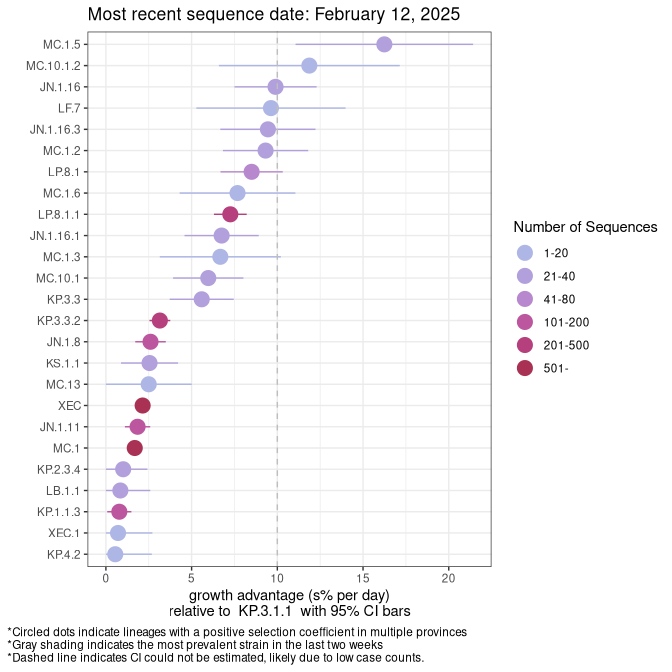 Most recent sequence date: February 12, 2025
MC.1.5
MC.10.1.2
JN.1.16
LF.7
JN.1.16.3
MC.1.2
LP.8.1
MC.1.6
LP.8.1.1
JN.1.16.1
MC.1.3
MC.10.1
KP.3.3
KP.3.3.2
JN.1.8
KS.1.1
MC.13
XEC
JN.1.11
MC.1
KP.2.3.4
LB.1.1
KP.1.1.3
XEC.1
KP.4.2
0 5 10 15 20
growth advantage (s% per day)
relative to KP.3.1.1 with 95% CI bars
Number of Sequences
1-20
21-40
41-80
101-200
201-500
501-
*Circled dots indicate lineages with a positive selection coefficient in multiple provinces
*Gray shading indicates the most prevalent strain in the last two weeks
*Dashed line indicates CI could not be estimated, likely due to low case counts.